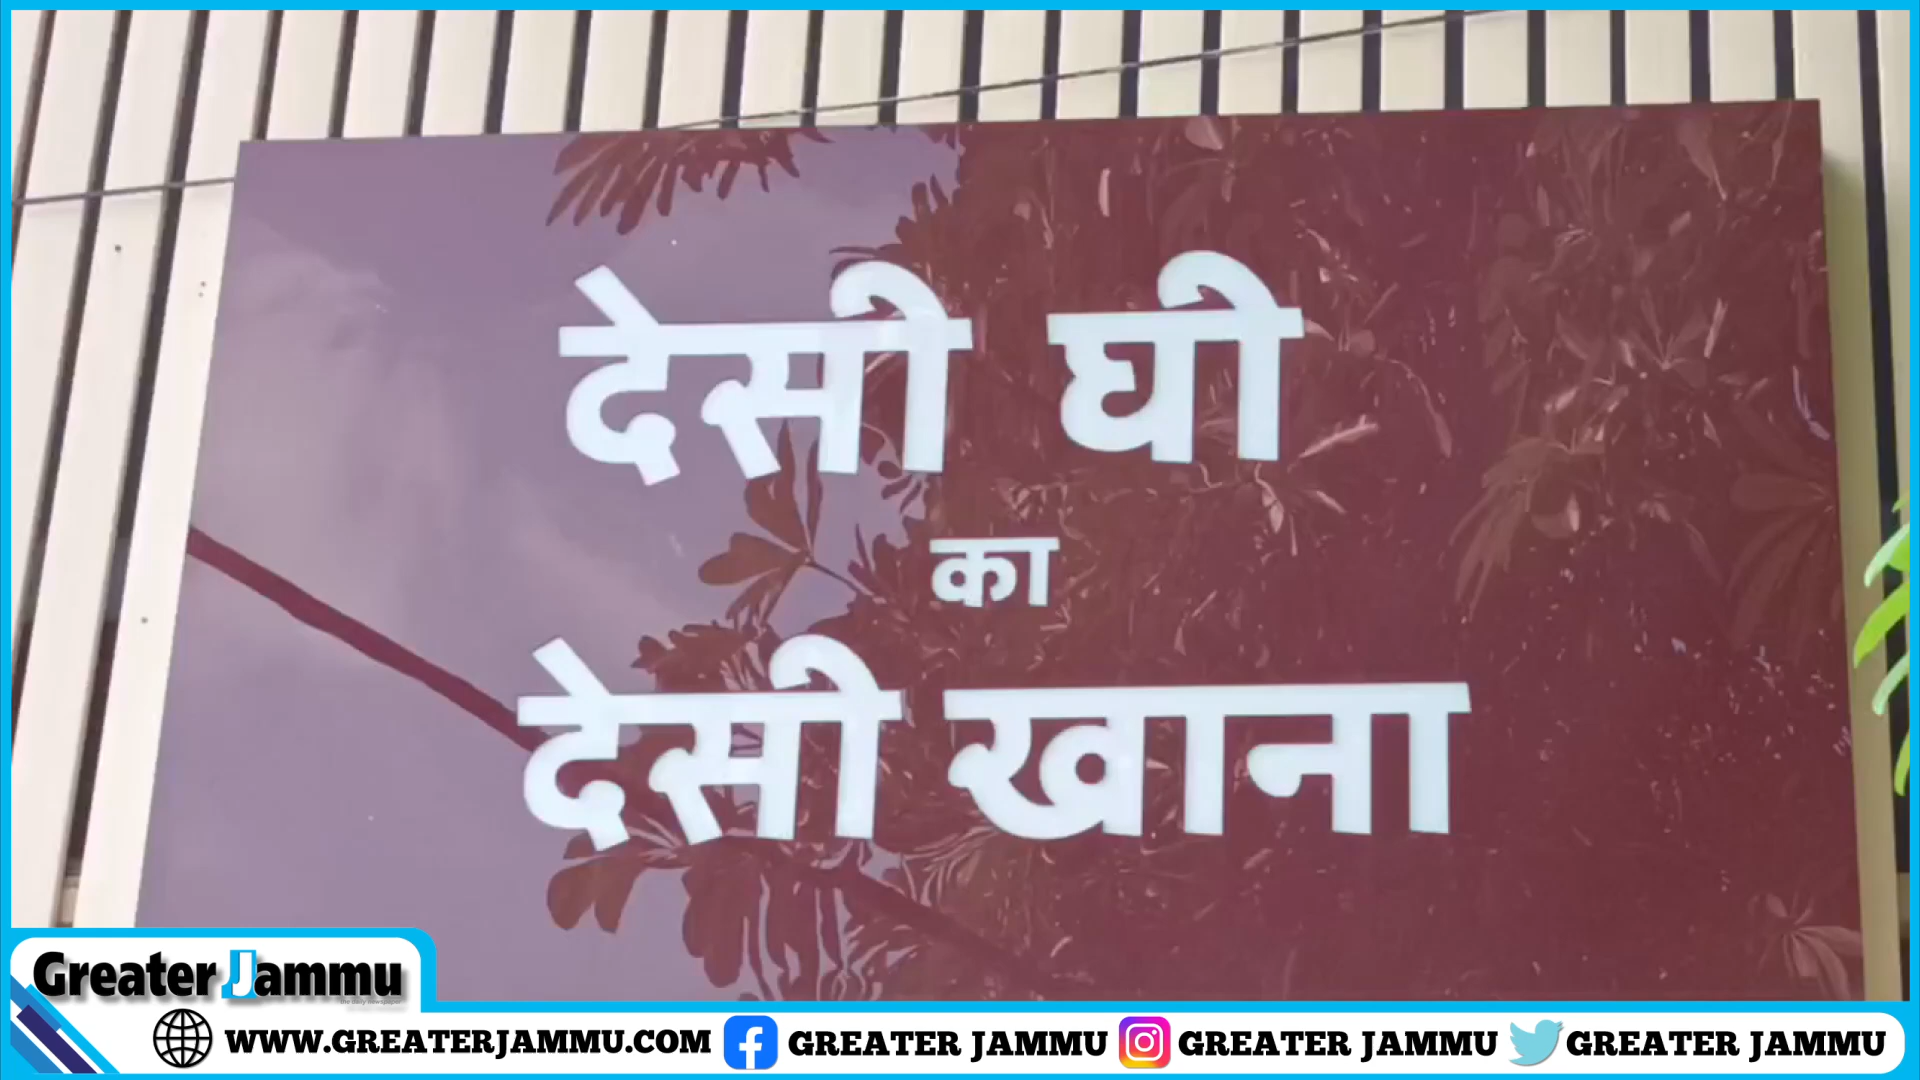 देसी घी
का
देसी खाना
Greater Jammu
the daily newspaper
WWW.GREATERJAMMU.COM GREATER JAMMU GREATER JAMMU GREATER JAMMU